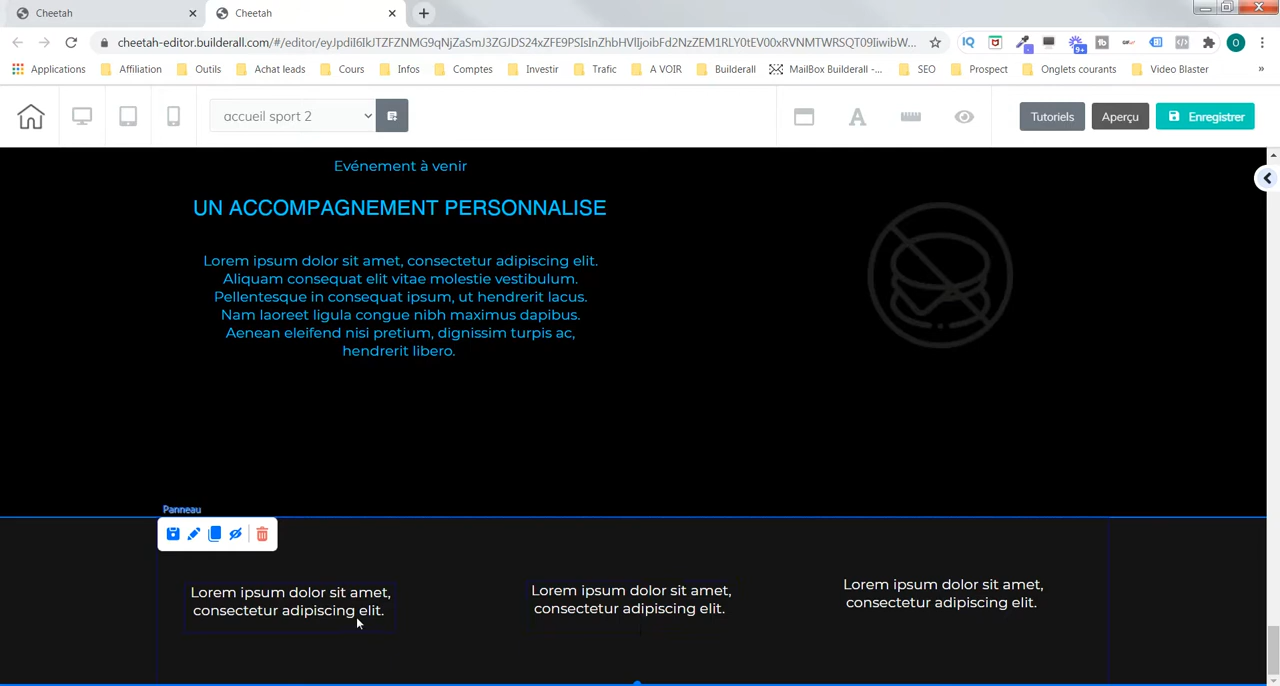 Cheetah
Cheetah
cheetah-editor.builderall.com/#/editor/eyJpdiI6IkJTZFZNMG9qNjZaSmJ3ZGlDS24xZFE9PSIsInZhbHVlIjoibFd2NzZEM1RLY0tEV00xRVNMTWRSQT09IiwibW...
IQ
9+
O
Applications
Affiliation
Outils
Achat leads
Cours
Infos
Comptes
Investir
Trafic
A VOIR
Builderall
MailBox Builderall -...
SEO
Prospect
Onglets courants
Video Blaster
»
accueil sport 2
Tutoriels
Aperçu
Enregistrer
Evénement à venir
UN ACCOMPAGNEMENT PERSONNALISE
Lorem ipsum dolor sit amet, consectetur adipiscing elit.
Aliquam consequat elit vitae molestie vestibulum.
Pellentesque in consequat ipsum, ut hendrerit lacus.
Nam laoreet ligula congue nibh maximus dapibus.
Aenean eleifend nisi pretium, dignissim turpis ac,
hendrerit libero.
Panneau
Lorem ipsum dolor sit amet,
consectetur adipiscing elit.
Lorem ipsum dolor sit amet,
consectetur adipiscing elit.
Lorem ipsum dolor sit amet,
consectetur adipiscing elit.